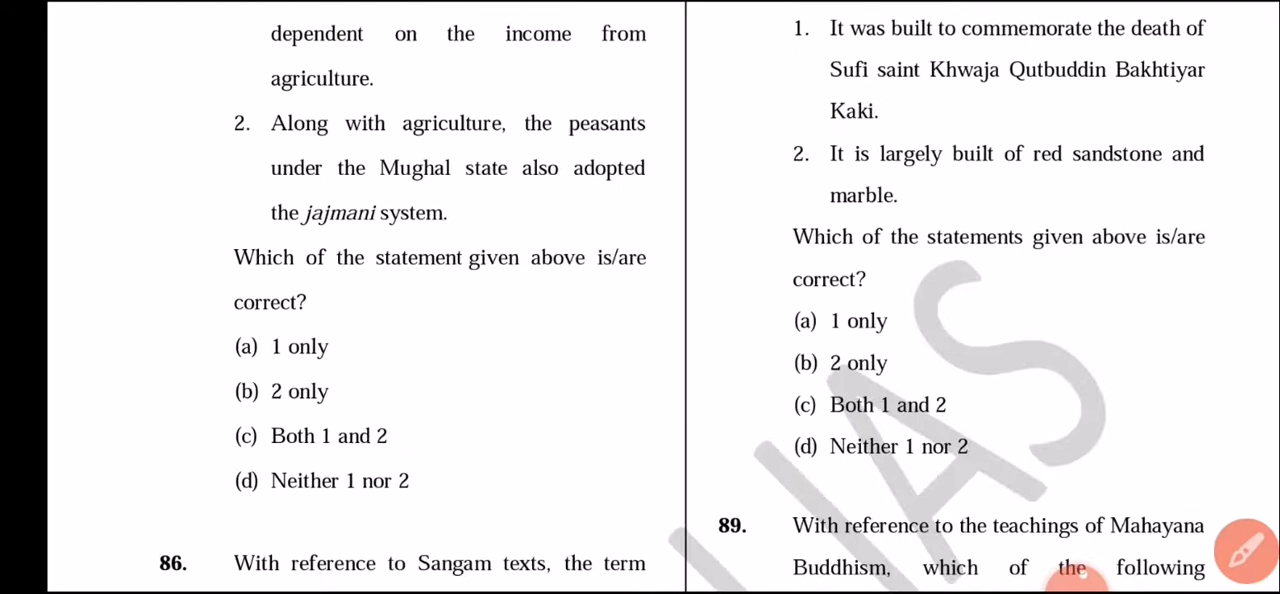 dependent on the income from
agriculture.
2. Along with agriculture, the peasants
under the Mughal state also adopted
the jajmani system.
Which of the statement given above is/are
correct?
(a) 1 only
(b) 2 only
(c) Both 1 and 2
(d) Neither 1 nor 2
86. With reference to Sangam texts, the term
1. It was built to commemorate the death of
Sufi saint Khwaja Qutbuddin Bakhtiyar
Kaki.
2. It is largely built of red sandstone and
marble.
Which of the statements given above is/are
correct?
(a) 1 only
(b) 2 only
(c) Both 1 and 2
(d) Neither 1 nor 2
89. With reference to the teachings of Mahayana
Buddhism, which of the following
IAS